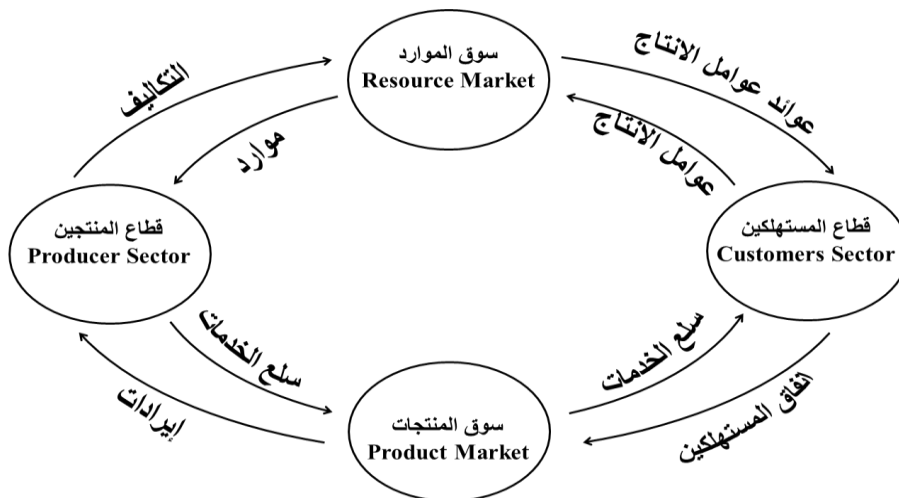 سوق الموارد
Resource Market
عوائد عوامل الانتاج
عوامل الانتاج
التكاليف
موارد
قطاع المستهلكين
Customers Sector
قطاع المنتجين
Producer Sector
سلع الخدمات
انفاق المستهلكين
سلع الخدمات
إيرادات
سوق المنتجات
Product Market